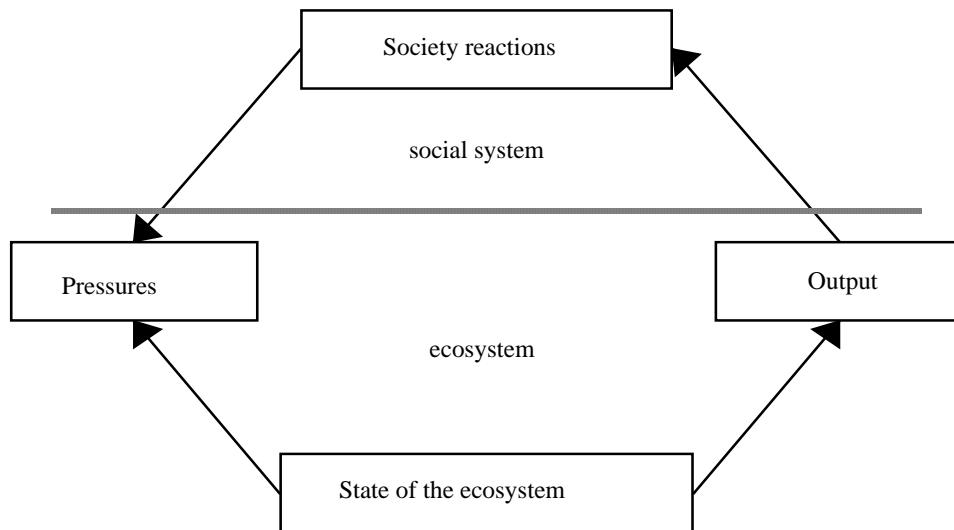 Society reactions
social system
Pressures
Output
ecosystem
State of the ecosystem